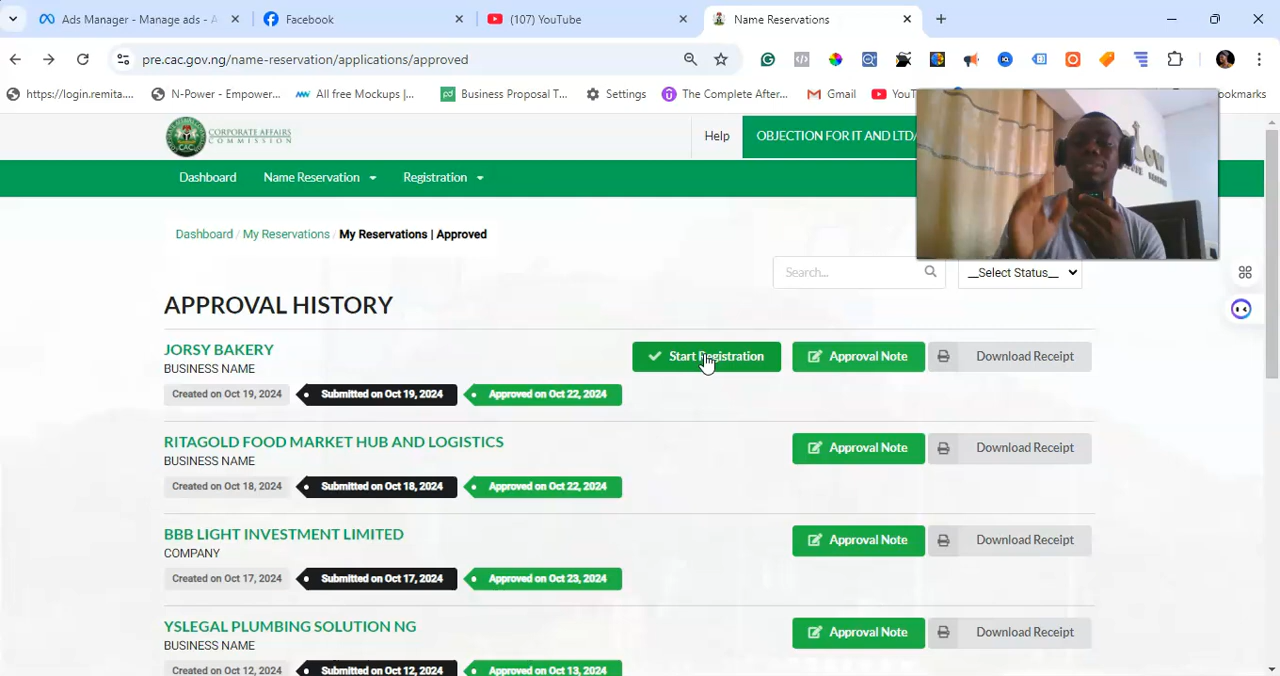 Ads Manager - Manage ads - A
Facebook
(107) YouTube
Name Reservations
pre.cac.gov.ng/name-reservation/applications/approved
https://login.remita....
N-Power - Empower...
All free Mockups |...
Business Proposal T...
Settings
The Complete After...
Gmail
CORPORATE AFFAIRS
COMMISSION
Help
OBJECTION FOR IT AND LTD/
Dashboard
Name Reservation
Registration
Dashboard / My Reservations / My Reservations | Approved
Search...
__Select Status__
APPROVAL HISTORY
JORSY BAKERY
BUSINESS NAME
Start Registration
Approval Note
Download Receipt
Created on Oct 19, 2024
Submitted on Oct 19, 2024
Approved on Oct 22, 2024
RITAGOLD FOOD MARKET HUB AND LOGISTICS
BUSINESS NAME
Approval Note
Download Receipt
Created on Oct 18, 2024
Submitted on Oct 18, 2024
Approved on Oct 22, 2024
BBB LIGHT INVESTMENT LIMITED
COMPANY
Approval Note
Download Receipt
Created on Oct 17, 2024
Submitted on Oct 17, 2024
Approved on Oct 23, 2024
YSLEGAL PLUMBING SOLUTION NG
BUSINESS NAME
Approval Note
Download Receipt
Created on Oct 12, 2024
Submitted on Oct 12, 2024
Approved on Oct 13, 2024